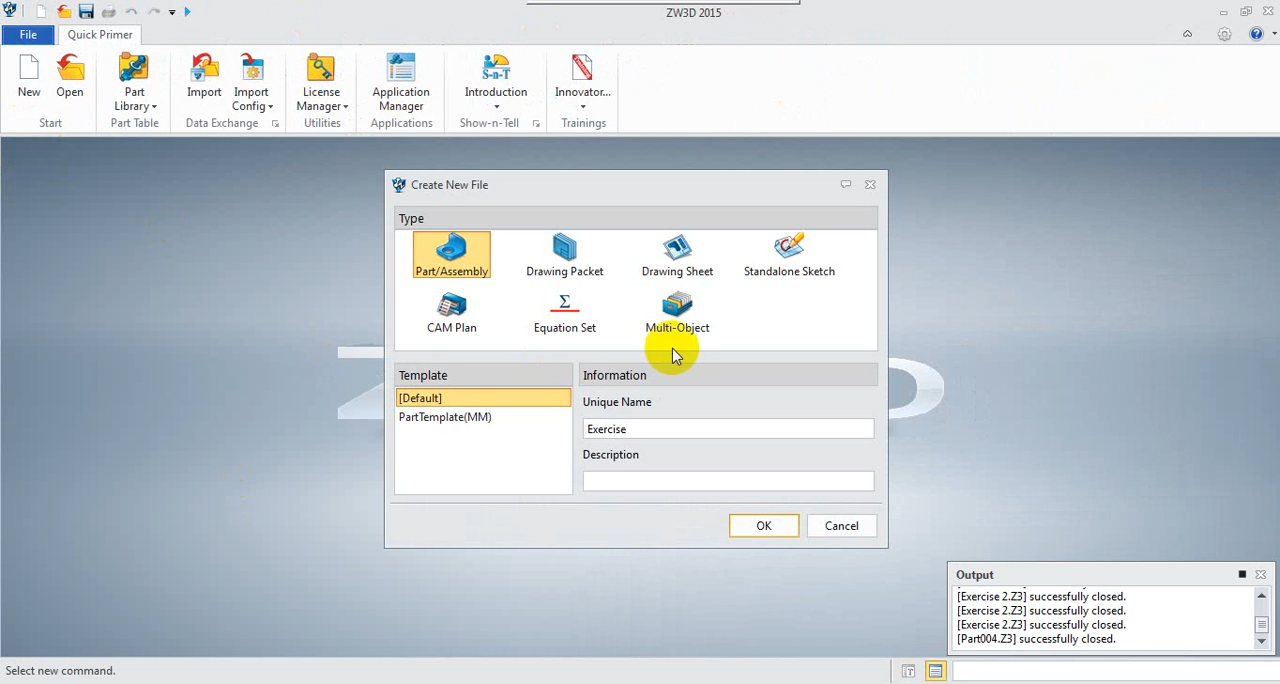 ZW3D 2015
File
Quick Primer
New
Open
Part Library
Import
Import Config
License Manager
Application Manager
S-n-T
Introduction
Innovator...
Start
Part Table
Data Exchange
Utilities
Applications
Show-n-Tell
Trainings
Create New File
Type
Part/Assembly
Drawing Packet
Drawing Sheet
Standalone Sketch
CAM Plan
Σ
Equation Set
Multi-Object
Template
Information
[Default]
PartTemplate(MM)
Unique Name
Exercise
Description
OK
Cancel
Output
[Exercise 2.Z3] successfully closed.
[Exercise 2.Z3] successfully closed.
[Exercise 2.Z3] successfully closed.
[Part004.Z3] successfully closed.
Select new command.